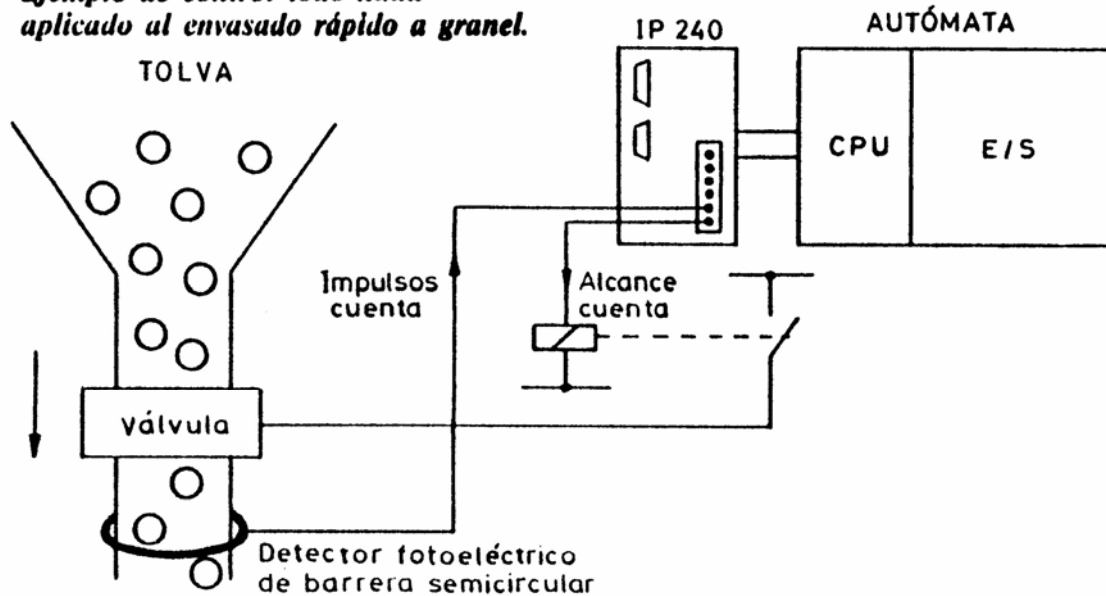 aplicado al envasado rápido a granel.
TOLVA
IP 240
AUTÓMATA
CPU
E/S
Impulsos
cuenta
Alcance
cuenta
Válvula
Detector fotoeléctrico
de barrera semicircular